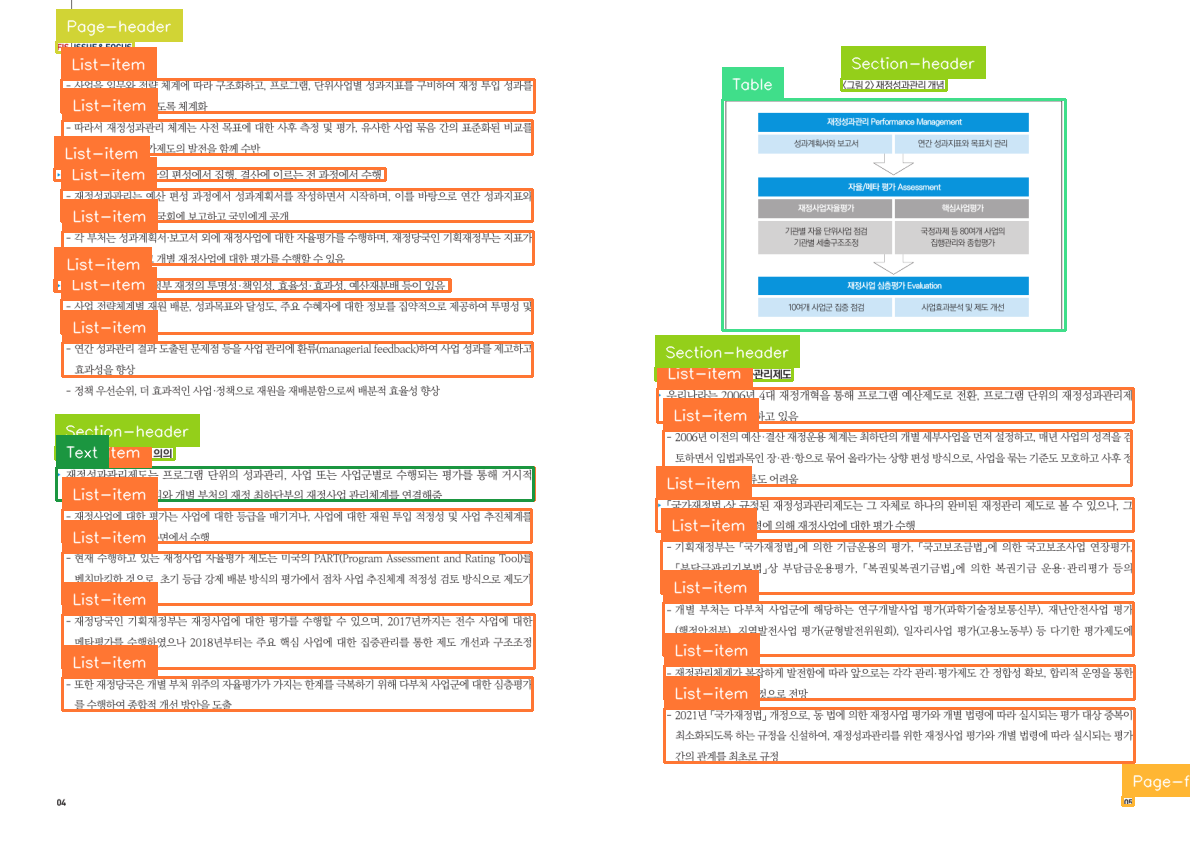 Page-header
FIS ISSUE & FOCUS
List-item
- 사업을 임무와 전략 체계에 따라 구조화하고, 프로그램, 단위사업별 성과지표를 구비하여 재정 투입 성과를
List-item
도록 체계화
- 따라서 재정성과관리 체계는 사전 목표에 대한 사후 측정 및 평가, 유사한 사업 묶음 간의 표준화된 비교를
List-item
가제도의 발전을 함께 수반
List-item
의 편성에서 집행, 결산에 이르는 전 과정에서 수행
- 재정성과관리는 예산 편성 과정에서 성과계획서를 작성하면서 시작하며, 이를 바탕으로 연간 성과지표와
List-item
국회에 보고하고 국민에게 공개
- 각 부처는 성과계획서·보고서 외에 재정사업에 대한 자율평가를 수행하며, 재정당국인 기획재정부는 지표가
List-item
개별 재정사업에 대한 평가를 수행할 수 있음
List-item
정부 재정의 투명성·책임성, 효율성·효과성, 예산재분배 등이 있음
- 사업 전략체계별 재원 배분, 성과목표와 달성도, 주요 수혜자에 대한 정보를 집약적으로 제공하여 투명성 및
List-item
- 연간 성과관리 결과 도출된 문제점 등을 사업 관리에 환류(managerial feedback)하여 사업 성과를 제고하고
효과성을 향상
- 정책 우선순위, 더 효과적인 사업·정책으로 재원을 재배분함으로써 배분적 효율성 향상
Section-header
Text
item
의의
재정성과관리제도는 프로그램 단위의 성과관리, 사업 또는 사업군별로 수행되는 평가를 통해 거시적
List-item
와 개별 부처의 재정 최하단부의 재정사업 관리체계를 연결해줌
- 재정사업에 대한 평가는 사업에 대한 등급을 매기거나, 사업에 대한 재원 투입 적정성 및 사업 추진체계를
List-item
면에서 수행
- 현재 수행하고 있는 재정사업 자율평가 제도는 미국의 PART(Program Assessment and Rating Tool)를
벤치마킹한 것으로, 초기 등급 강제 배분 방식의 평가에서 점차 사업 추진체계 적정성 검토 방식으로 제도가
List-item
- 재정당국인 기획재정부는 재정사업에 대한 평가를 수행할 수 있으며, 2017년까지는 전수 사업에 대한
메타평가를 수행하였으나 2018년부터는 주요 핵심 사업에 대한 집중관리를 통한 제도 개선과 구조조정
List-item
- 또한 재정당국은 개별 부처 위주의 자율평가가 가지는 한계를 극복하기 위해 다부처 사업군에 대한 심층평가
를 수행하여 종합적 개선 방안을 도출
04
Section-header
〈그림 2〉 재정성과관리 개념
Table
재정성과관리 Performance Management
성과계획서와 보고서
연간 성과지표와 목표치 관리
자율/메타 평가 Assessment
재정사업자율평가
핵심사업평가
기관별 자율 단위사업 점검
기관별 세출구조조정
국정과제 등 80여개 사업의
집행관리와 종합평가
재정사업 심층평가 Evaluation
10여개 사업군 집중 점검
사업효과분석 및 제도 개선
Section-header
List-item
관리제도
우리나라는 2006년 4대 재정개혁을 통해 프로그램 예산제도로 전환, 프로그램 단위의 재정성과관리제
List-item
하고 있음
- 2006년 이전의 예산·결산 재정운용 체계는 최하단의 개별 세부사업을 먼저 설정하고, 매년 사업의 성격을 검
토하면서 입법과목인 장·관·항으로 묶어 올라가는 상향 편성 방식으로, 사업을 묶는 기준도 모호하고 사후 정
List-item
도 어려움
「국가재정법」상 규정된 재정성과관리제도는 그 자체로 하나의 완비된 재정관리 제도로 볼 수 있으나, 그
List-item
에 의해 재정사업에 대한 평가 수행
- 기획재정부는 「국가재정법」에 의한 기금운용의 평가, 「국고보조금법」에 의한 국고보조사업 연장평가,
「부담금관리기본법」상 부담금운용평가, 「복권및복권기금법」에 의한 복권기금 운용·관리평가 등의
List-item
- 개별 부처는 다부처 사업군에 해당하는 연구개발사업 평가(과학기술정보통신부), 재난안전사업 평가
(행정안전부), 지역발전사업 평가(균형발전위원회), 일자리사업 평가(고용노동부) 등 다기한 평가제도에
List-item
- 재정관리체계가 복잡하게 발전함에 따라 앞으로는 각각 관리·평가제도 간 정합성 확보, 합리적 운영을 통한
List-item
것으로 전망
- 2021년 「국가재정법」 개정으로, 동 법에 의한 재정사업 평가와 개별 법령에 따라 실시되는 평가 대상 중복이
최소화되도록 하는 규정을 신설하여, 재정성과관리를 위한 재정사업 평가와 개별 법령에 따라 실시되는 평가
간의 관계를 최초로 규정
Page-f
05